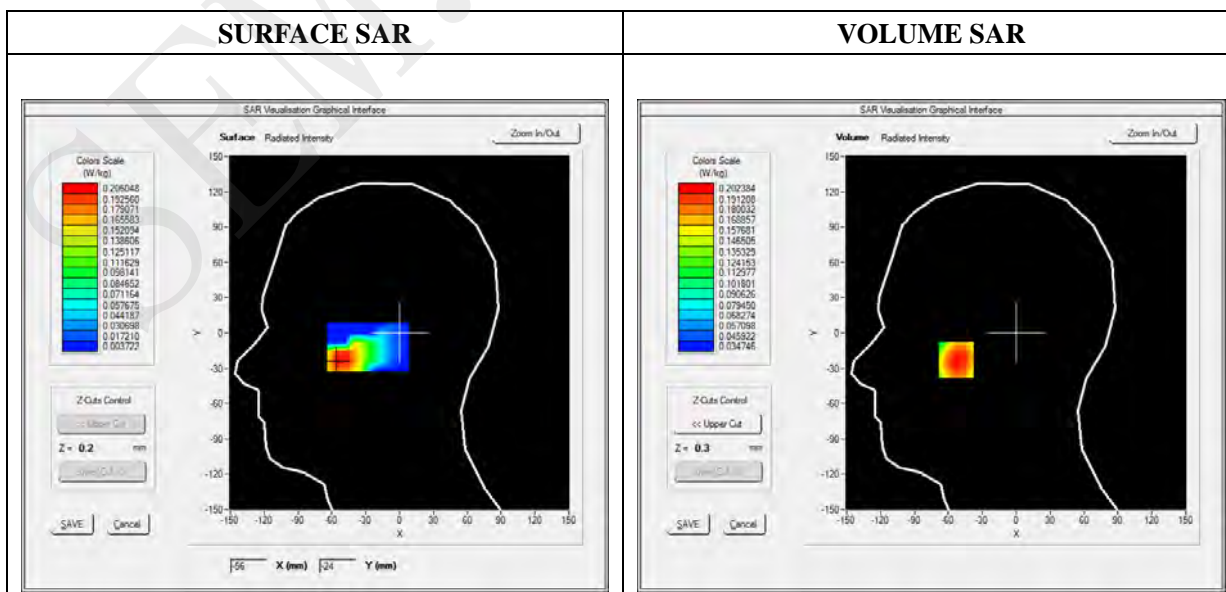 SURFACE SAR
VOLUME SAR
SAR Visualisation Graphical Interface
Surface Radiated Intensity
Zoom In/Out
Colors Scale
(W/kg)
0.206048
0.192560
0.179071
0.165583
0.152094
0.138606
0.125117
0.111629
0.098141
0.084652
0.071164
0.057675
0.044187
0.030698
0.017210
0.003722
150
120
90
60
30
0
-30
-60
-90
-120
-150
Y
-150 -120 -90 -60 -30 0 30 60 90 120 150
X
Z-Cuts Control
<< Upper Cut
Z = 0.2 mm
SAVE Cancel
-56 X (mm) -24 Y (mm)
SAR Visualisation Graphical Interface
Volume Radiated Intensity
Zoom In/Out
Colors Scale
(W/kg)
0.202384
0.191208
0.180032
0.168857
0.157681
0.146505
0.135329
0.124153
0.112977
0.101801
0.090626
0.079450
0.068274
0.057098
0.045922
0.034746
150
120
90
60
30
0
-30
-60
-90
-120
-150
Y
-150 -120 -90 -60 -30 0 30 60 90 120 150
X
Z-Cuts Control
<< Upper Cut
Z = 0.3 mm
SAVE Cancel